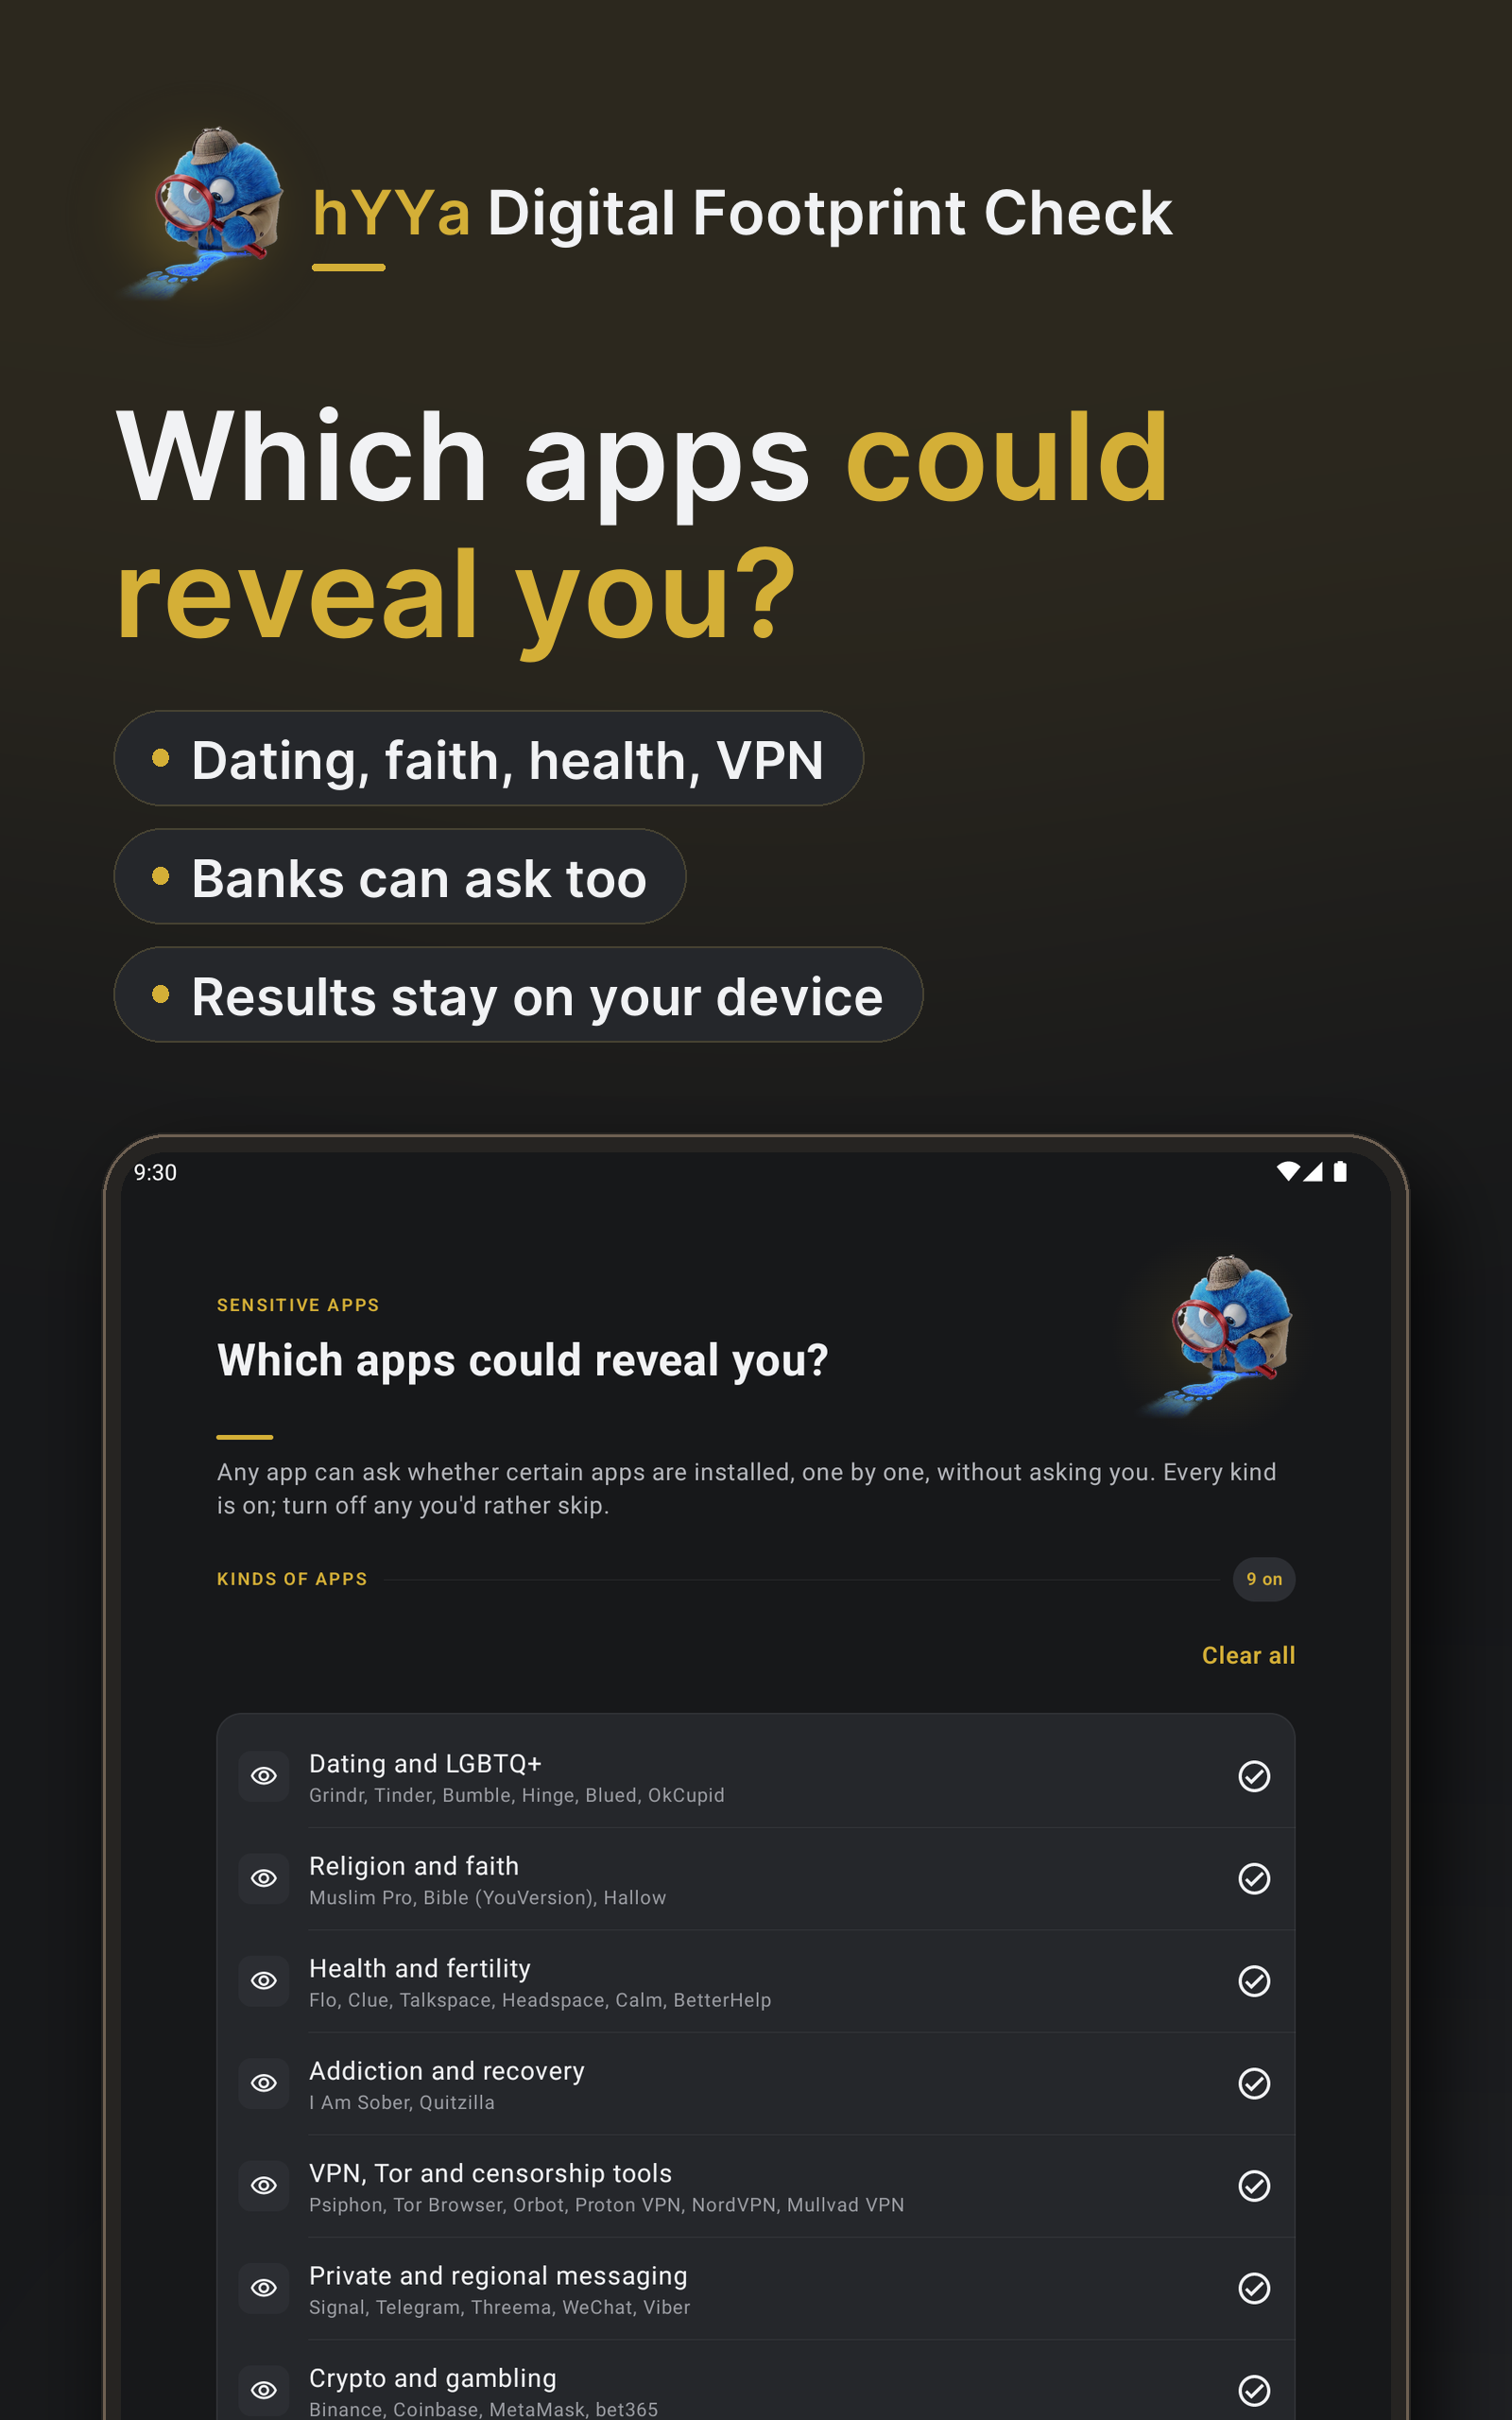 hYYa Digital Footprint Check
Which apps could
reveal you?
Dating, faith, health, VPN
Banks can ask too
Results stay on your device
9:30
SENSITIVE APPS
Which apps could reveal you?
Any app can ask whether certain apps are installed, one by one, without asking you. Every kind
is on; turn off any you'd rather skip.
KINDS OF APPS
9 on
Clear all
Dating and LGBTQ+
Grindr, Tinder, Bumble, Hinge, Blued, OkCupid
Religion and faith
Muslim Pro, Bible (YouVersion), Hallow
Health and fertility
Flo, Clue, Talkspace, Headspace, Calm, BetterHelp
Addiction and recovery
I Am Sober, Quitzilla
VPN, Tor and censorship tools
Psiphon, Tor Browser, Orbot, Proton VPN, NordVPN, Mullvad VPN
Private and regional messaging
Signal, Telegram, Threema, WeChat, Viber
Crypto and gambling
Binance, Coinbase, MetaMask, bet365